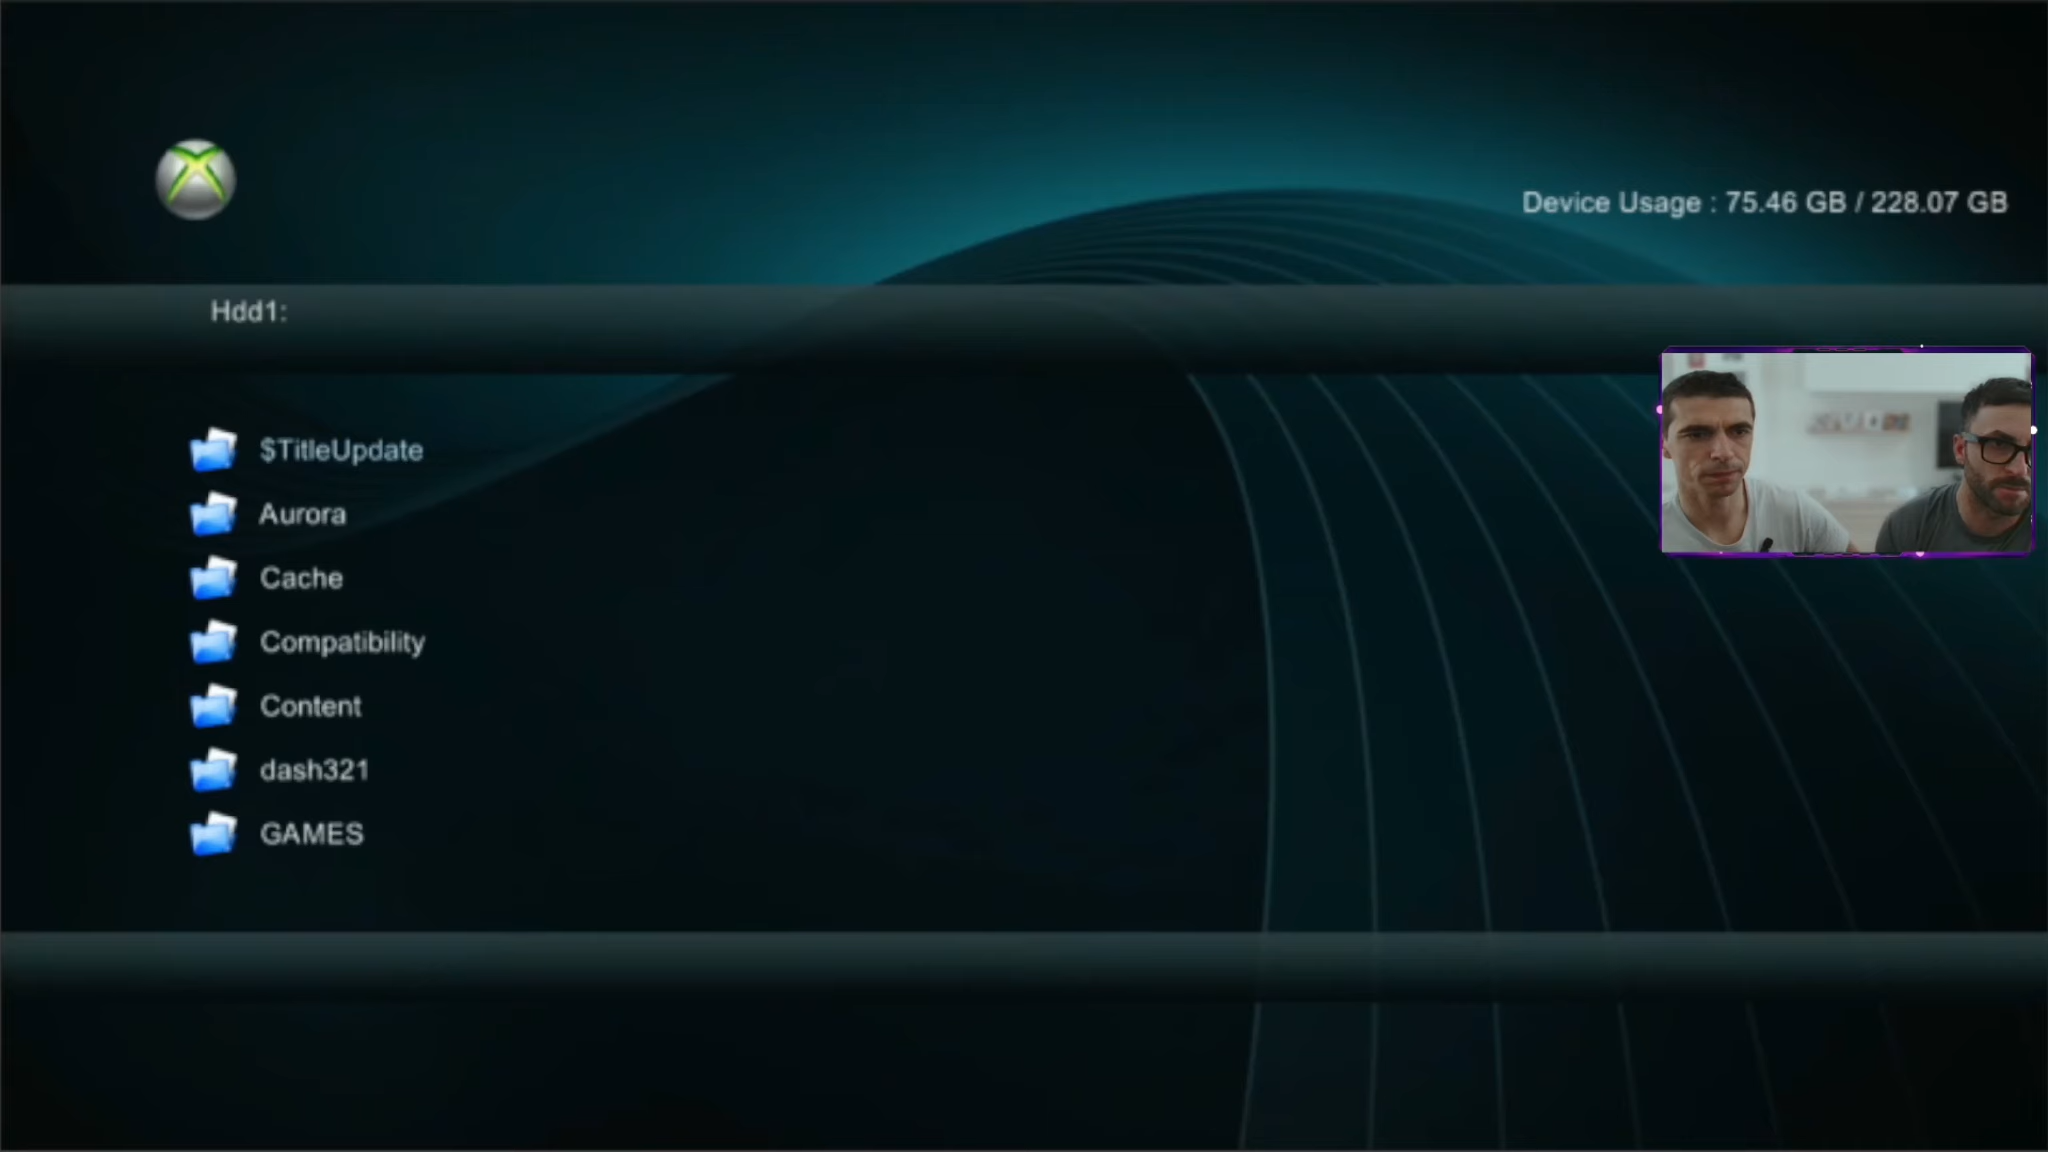 Device Usage : 75.46 GB / 228.07 GB
Hdd1:
$TitleUpdate
Aurora
Cache
Compatibility
Content
dash321
GAMES